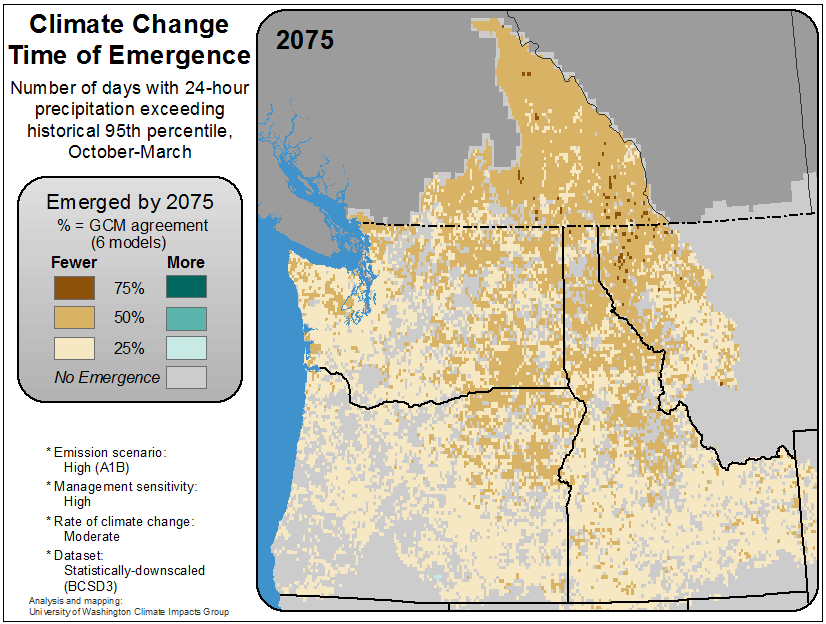 Climate Change
Time of Emergence
Number of days with 24-hour
precipitation exceeding
historical 95th percentile,
October-March
Emerged by 2075
% = GCM agreement
(6 models)
Fewer More
75%
50%
25%
No Emergence
* Emission scenario:
High (A1B)
* Management sensitivity:
High
* Rate of climate change:
Moderate
* Dataset:
Statistically-downscaled
(BCSD3)
Analysis and mapping:
University of Washington Climate Impacts Group
2075